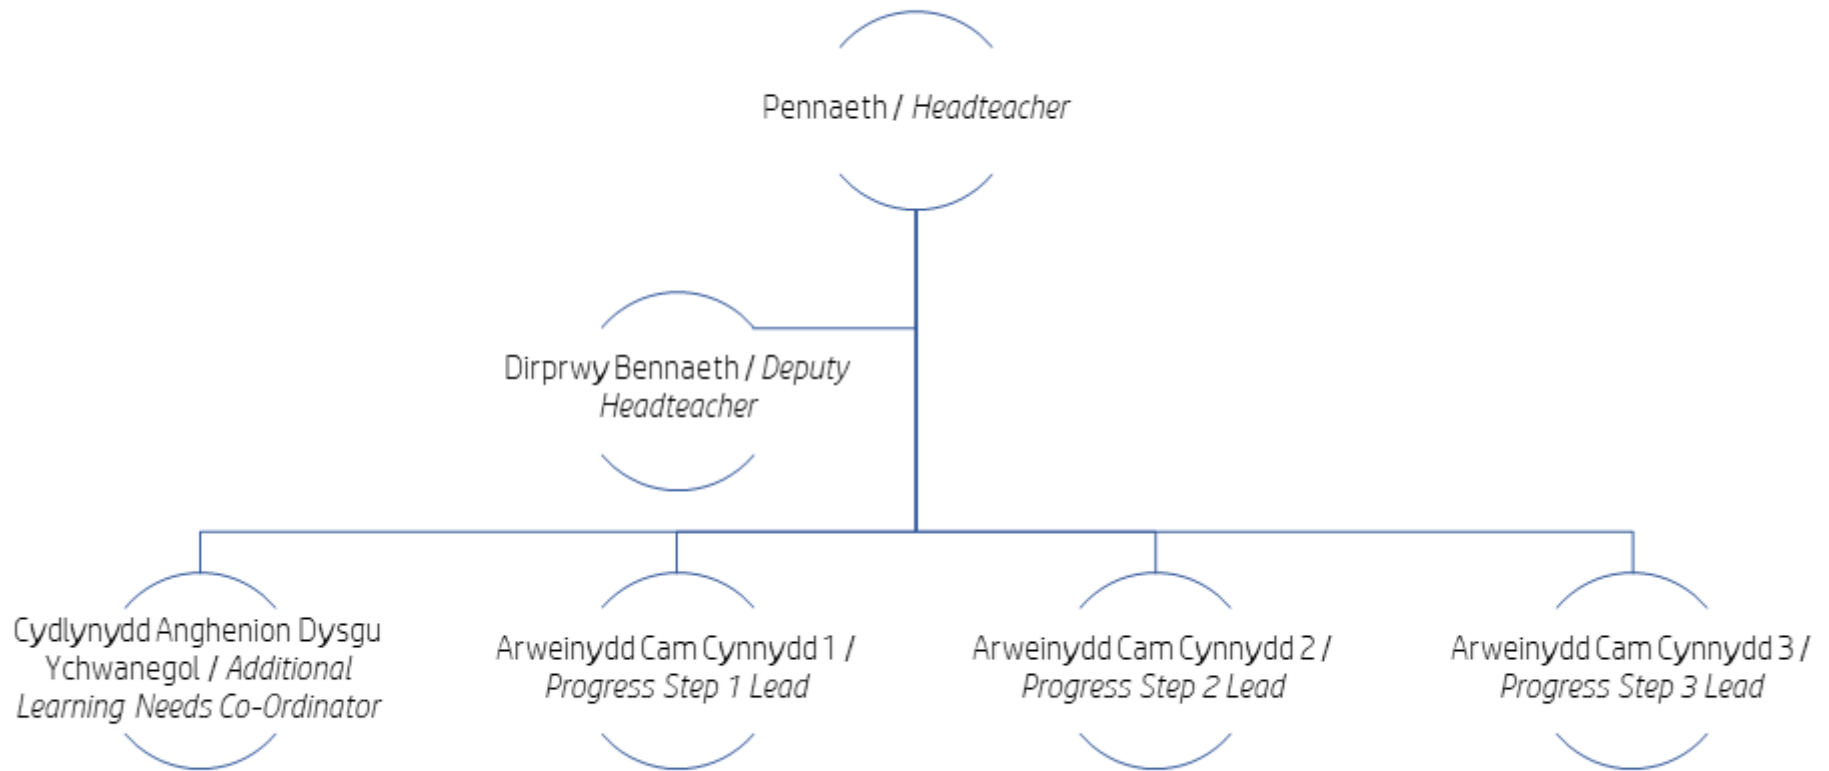 Pennaeth / Headteacher
Dirprwy Bennaeth / Deputy
Headteacher
Cydlynydd Anghenion Dysgu
Ychwanegol / Additional
Learning Needs Co-Ordinator
Arweinydd Cam Cynnydd 1 /
Progress Step 1 Lead
Arweinydd Cam Cynnydd 2 /
Progress Step 2 Lead
Arweinydd Cam Cynnydd 3 /
Progress Step 3 Lead